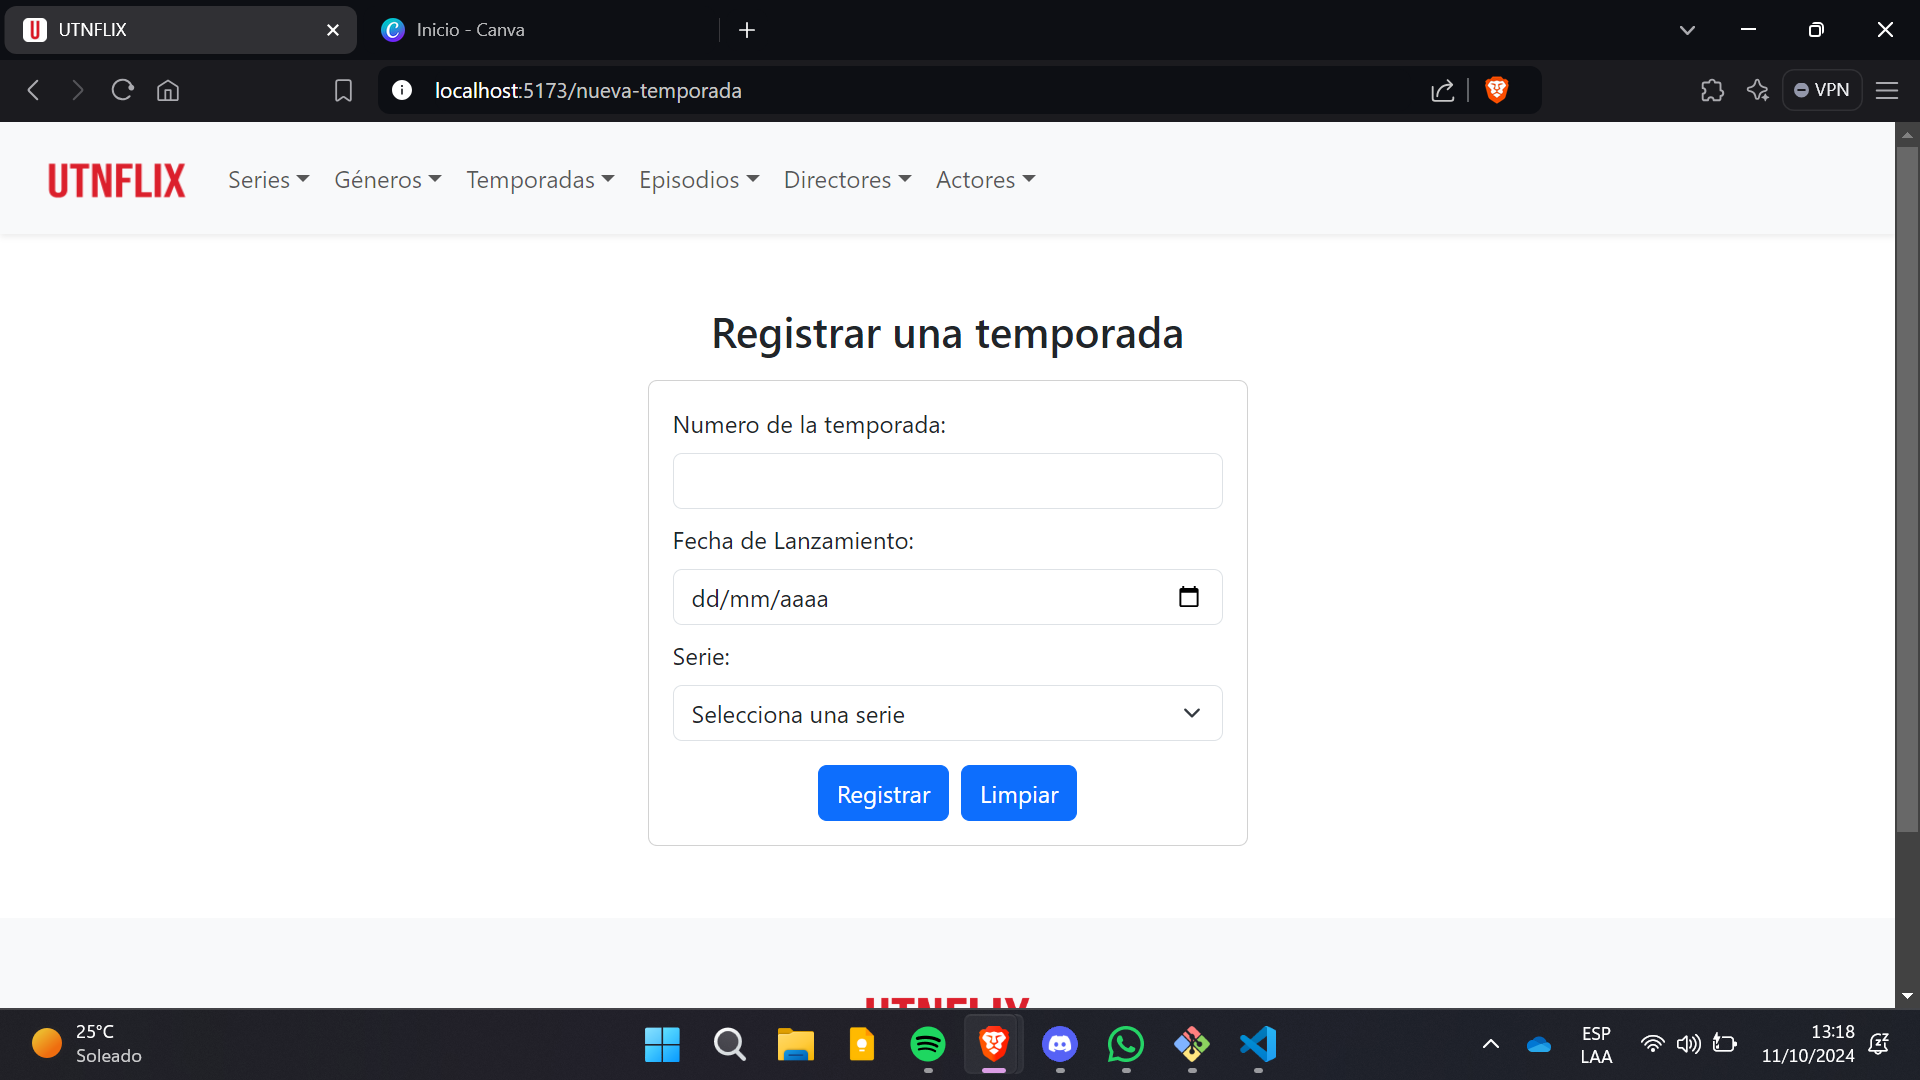 UTNFLIX
Inicio - Canva
localhost:5173/nueva-temporada
VPN
UTNFLIX
Series
Géneros
Temporadas
Episodios
Directores
Actores
Registrar una temporada
Numero de la temporada:
Fecha de Lanzamiento:
dd/mm/aaaa
Serie:
Selecciona una serie
Registrar
Limpiar
UTNFLIX
25°C
Soleado
ESP
LAA
13:18
11/10/2024